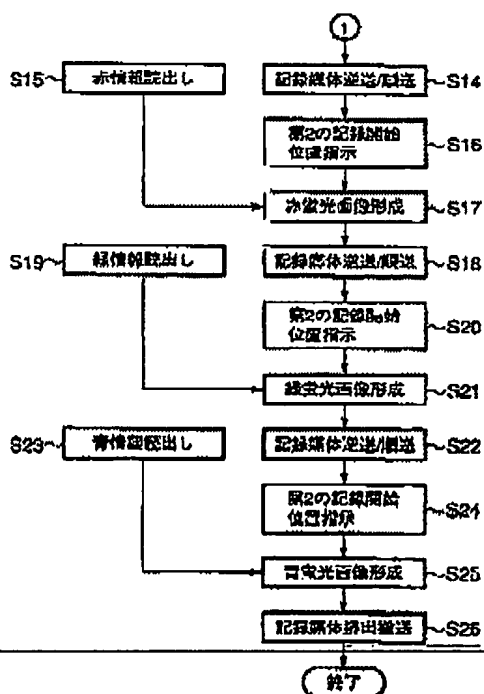 1
S15 赤情報読出し
記録媒体逆送/順送 S14
第2の記録開始
位置指示 S16
赤蛍光画像形成 S17
S19 緑情報読出し
記録媒体逆送/順送 S18
第2の記録開始
位置指示 S20
緑蛍光画像形成 S21
S23 青情報読出し
記録媒体逆送/順送 S22
第2の記録開始
位置指示 S24
青蛍光画像形成 S25
記録媒体排出搬送 S26
終了